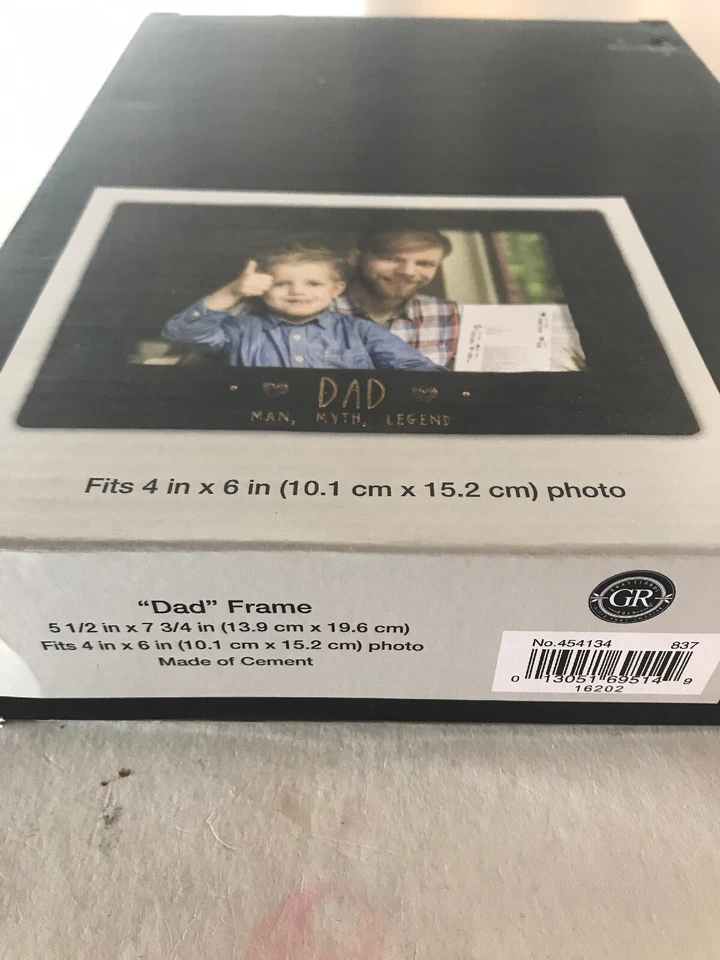 DAD
MAN, MYTH, LEGEND
Fits 4 in x 6 in (10.1 cm x 15.2 cm) photo
“Dad” Frame
5 1/2 in x 7 3/4 in (13.9 cm x 19.6 cm)
Fits 4 in x 6 in (10.1 cm x 15.2 cm) photo
Made of Cement
GR
No.454134 837
0 13051 69514 9
16202